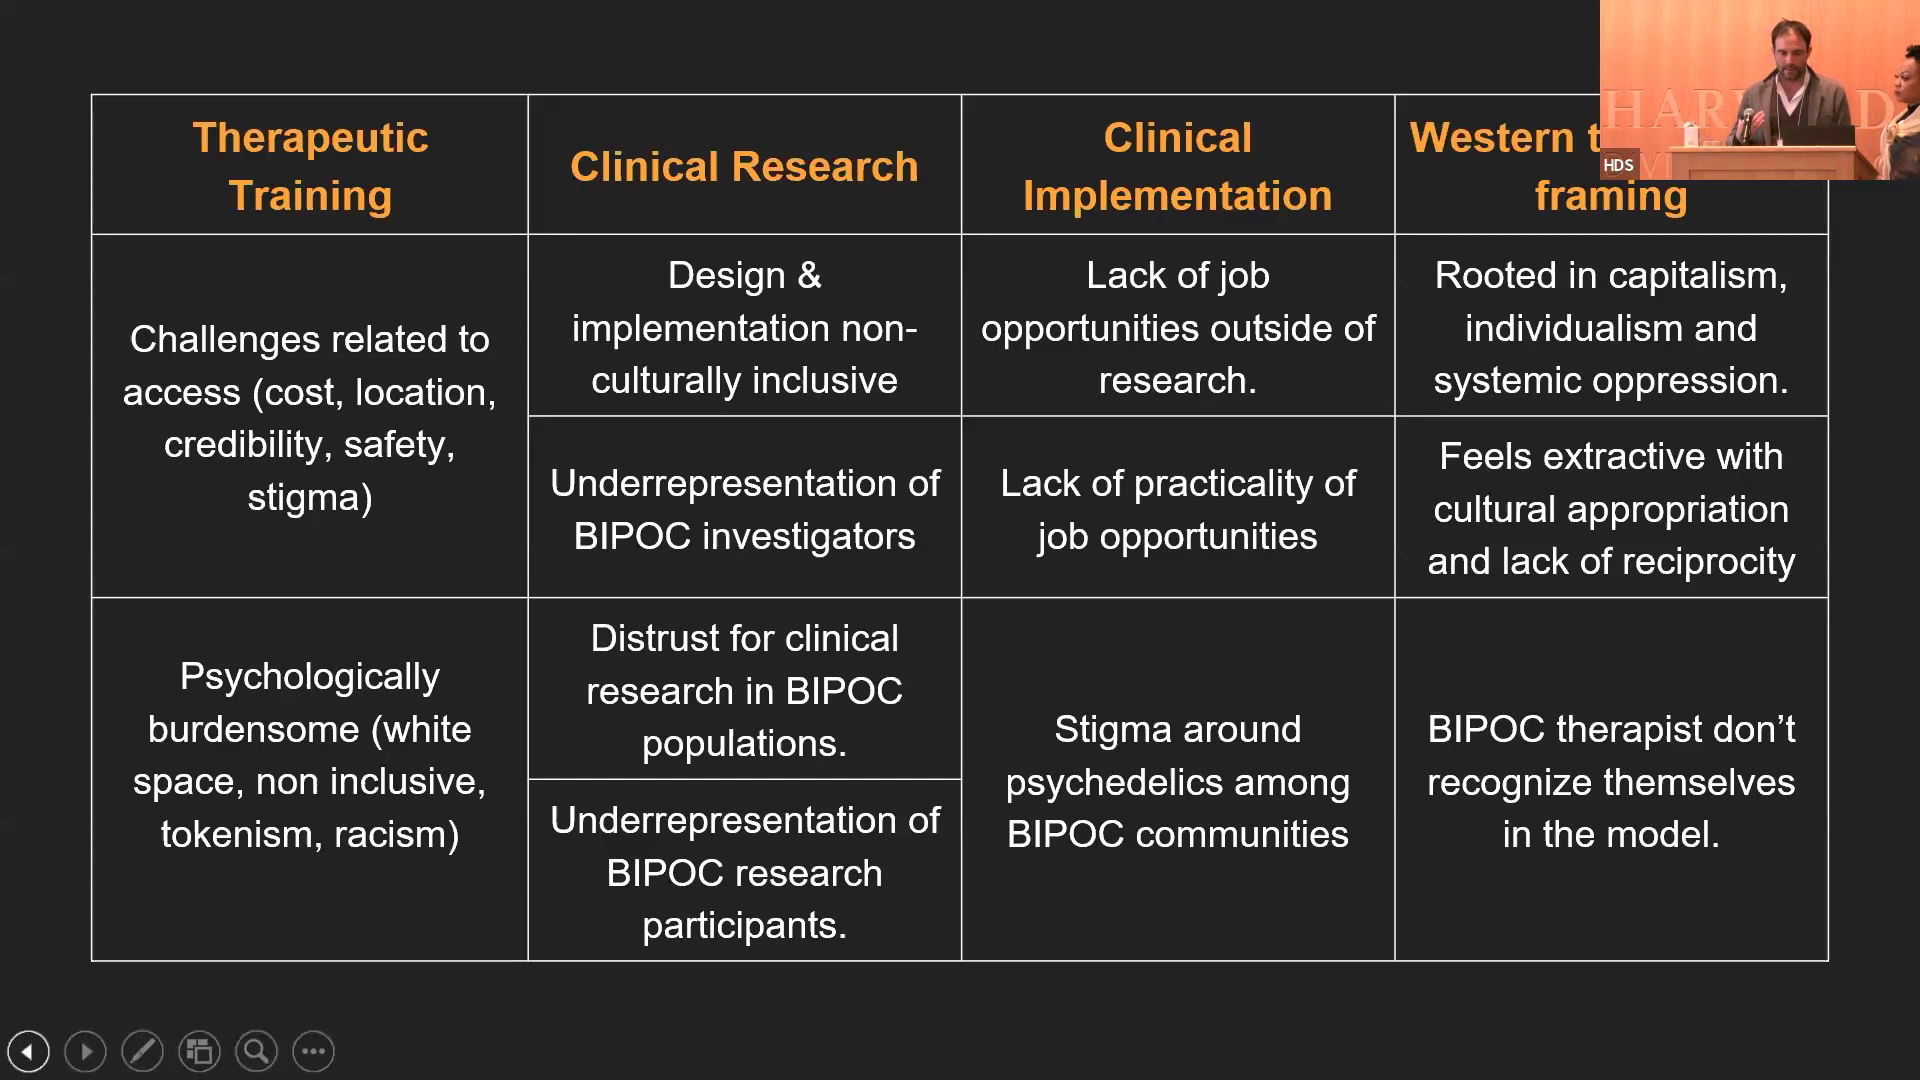 Therapeutic
Training
Clinical Research
Clinical
Implementation
Western
framing
Challenges related to
access (cost, location,
credibility, safety,
stigma)
Psychologically
burdensome (white
space, non inclusive,
tokenism, racism)
Design &
implementation non-
culturally inclusive
Underrepresentation of
BIPOC investigators
Distrust for clinical
research in BIPOC
populations.
Underrepresentation of
BIPOC research
participants.
Lack of job
opportunities outside of
research.
Lack of practicality of
job opportunities
Stigma around
psychedelics among
BIPOC communities
Rooted in capitalism,
individualism and
systemic oppression.
Feels extractive with
cultural appropriation
and lack of reciprocity
BIPOC therapist don’t
recognize themselves
in the model.
HDS